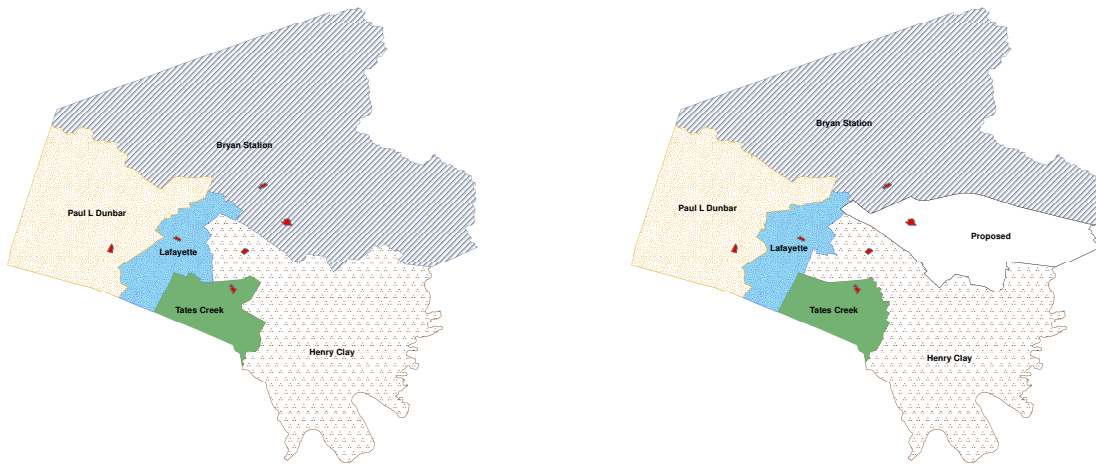 Bryan Station
Paul L Dunbar
Lafayette
Tates Creek
Henry Clay
Bryan Station
Paul L Dunbar
Proposed
Lafayette
Tates Creek
Henry Clay